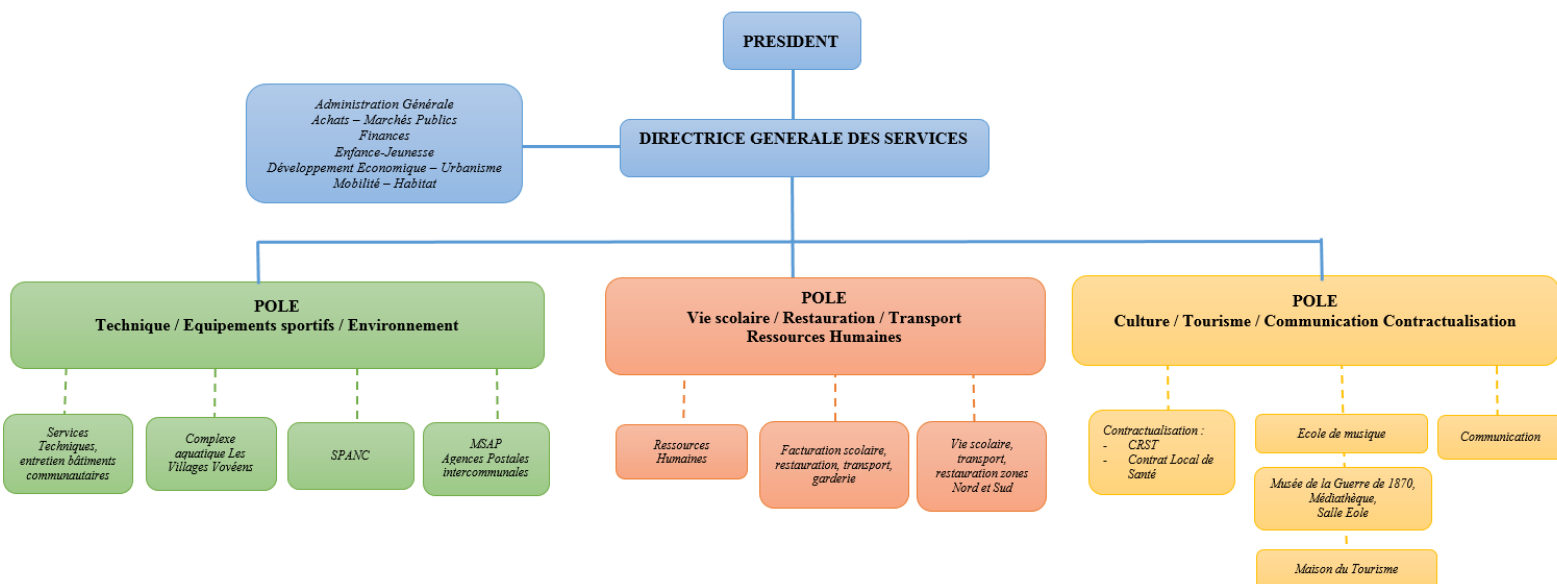 PRESIDENT
Administration Générale
Achats – Marchés Publics
Finances
Enfance-Jeunesse
Développement Economique – Urbanisme
Mobilité – Habitat
DIRECTRICE GENERALE DES SERVICES
POLE
Technique / Equipements sportifs / Environnement
POLE
Vie scolaire / Restauration / Transport
Ressources Humaines
POLE
Culture / Tourisme / Communication Contractualisation
Services
Techniques,
entretien bâtiments
communautaires
Complexe
aquatique Les
Villages Vovéens
SPANC
MSAP
Agences Postales
intercommunales
Ressources
Humaines
Facturation scolaire,
restauration, transport,
garderie
Vie scolaire,
transport,
restauration zones
Nord et Sud
Contractualisation :
- CRST
- Contrat Local de
Santé
Ecole de musique
Musée de la Guerre de 1870,
Médiathèque,
Salle Eole
Maison du Tourisme
Communication